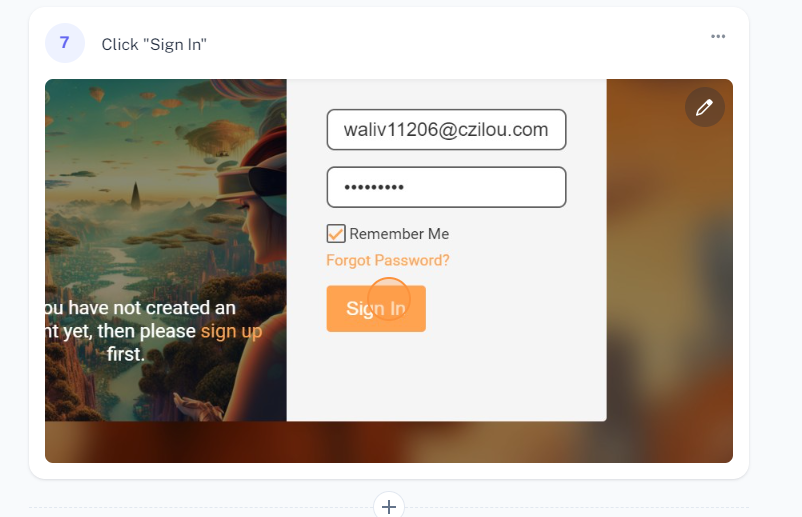 7
Click "Sign In"
waliv11206@czilou.com
•••••••••
Remember Me
Forgot Password?
Sign In
ou have not created an
nt yet, then please sign up
first.